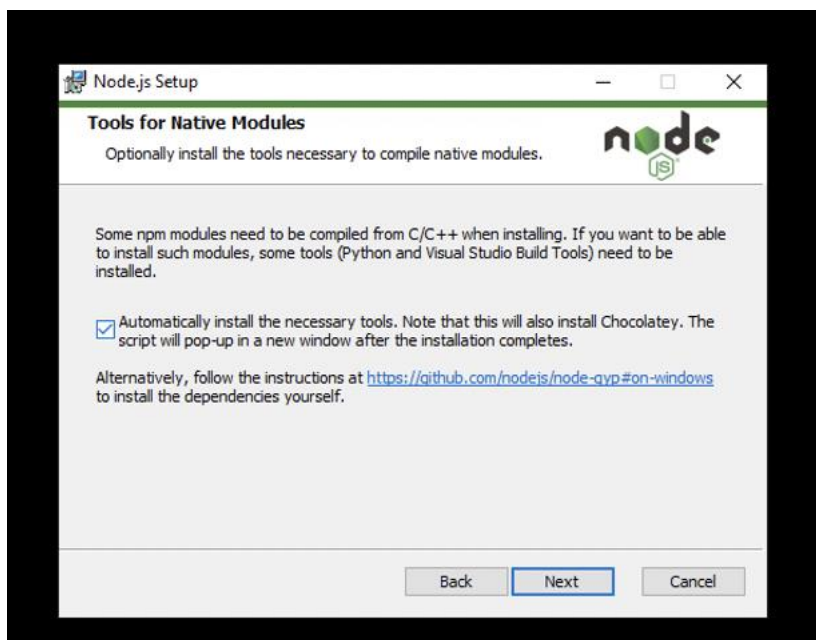 Node.js Setup
Tools for Native Modules
Optionally install the tools necessary to compile native modules.
node
JS
Some npm modules need to be compiled from C/C++ when installing. If you want to be able
to install such modules, some tools (Python and Visual Studio Build Tools) need to be
installed.
Automatically install the necessary tools. Note that this will also install Chocolatey. The
script will pop-up in a new window after the installation completes.
Alternatively, follow the instructions at https://github.com/nodejs/node-gyp#on-windows
to install the dependencies yourself.
Back
Next
Cancel